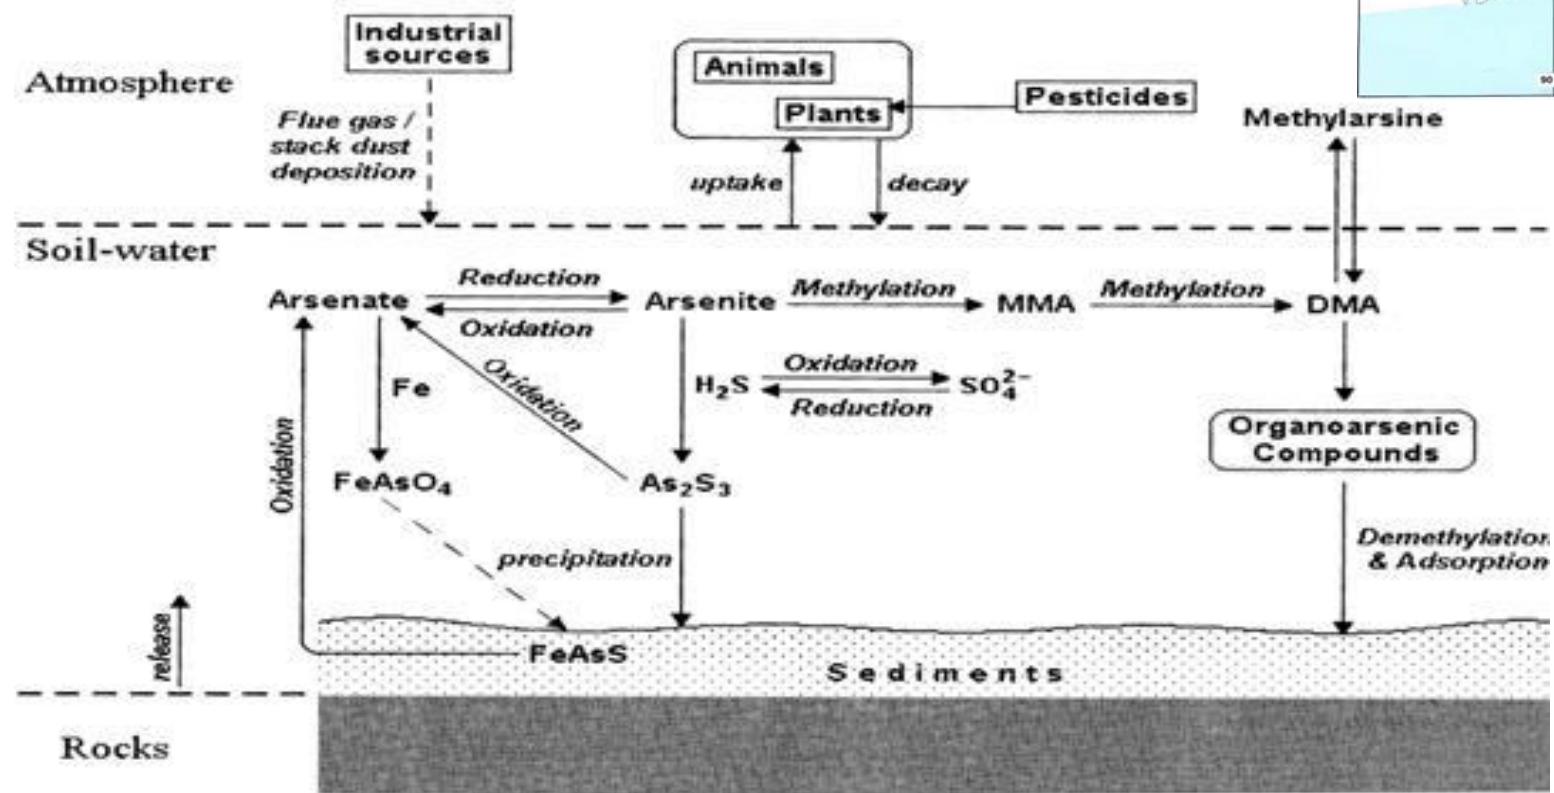 Industrial
sources
Atmosphere
Animals
Plants
Pesticides
Methylarsine
Flue gas /
stack dust
deposition
uptake
decay
Soil-water
Arsenate
Reduction
Oxidation
Arsenite
Methylation
MMA
Methylation
DMA
Fe
Oxidation
H₂S
Oxidation
Reduction
SO₄²⁻
Organoarsenic
Compounds
Oxidation
FeAsO₄
As₂S₃
precipitation
Demethylation
& Adsorption
release
FeAsS
Sediments
Rocks